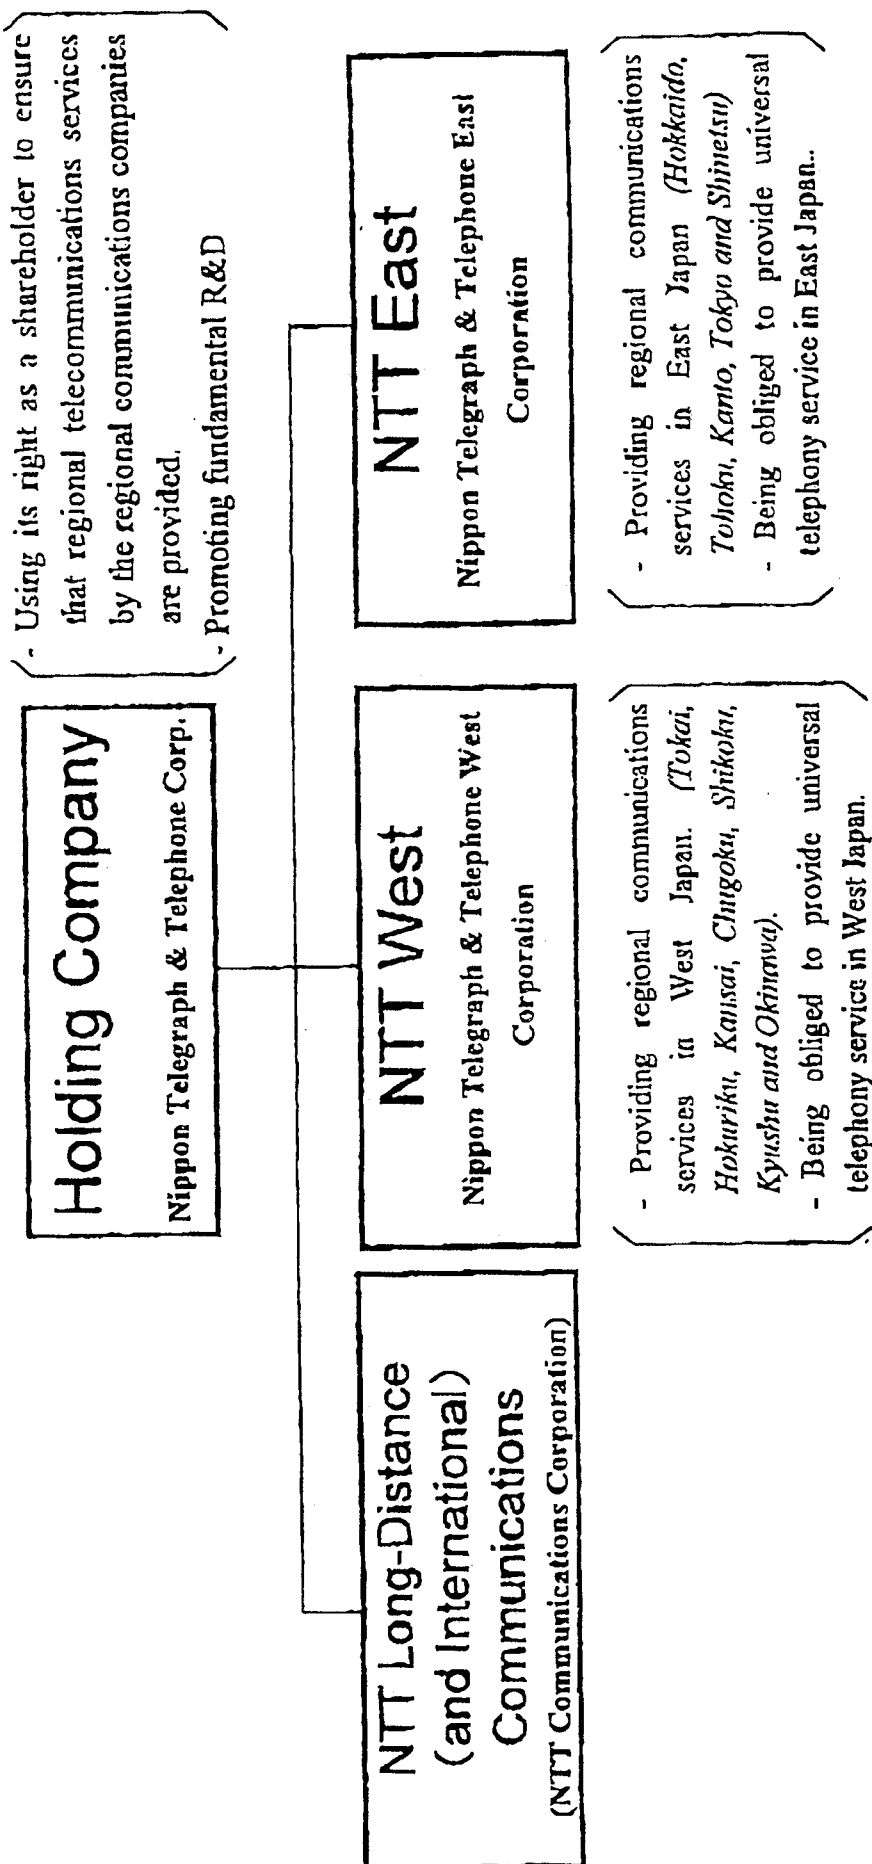 Holding Company
Nippon Telegraph & Telephone Corp.
- Using its right as a shareholder to ensure
that regional telecommunications services
by the regional communications companies
are provided.
- Promoting fundamental R&D
NTT Long-Distance
(and International)
Communications
(NTT Communications Corporation)
NTT West
Nippon Telegraph & Telephone West
Corporation
- Providing regional communications
services in West Japan. (Tokai,
Hokuriku, Kansai, Chugoku, Shikoku,
Kyushu and Okinawa).
- Being obliged to provide universal
telephony service in West Japan.
NTT East
Nippon Telegraph & Telephone East
Corporation
- Providing regional communications
services in East Japan (Hokkaido,
Tohoku, Kanto, Tokyo and Shinetsu)
- Being obliged to provide universal
telephony service in East Japan..